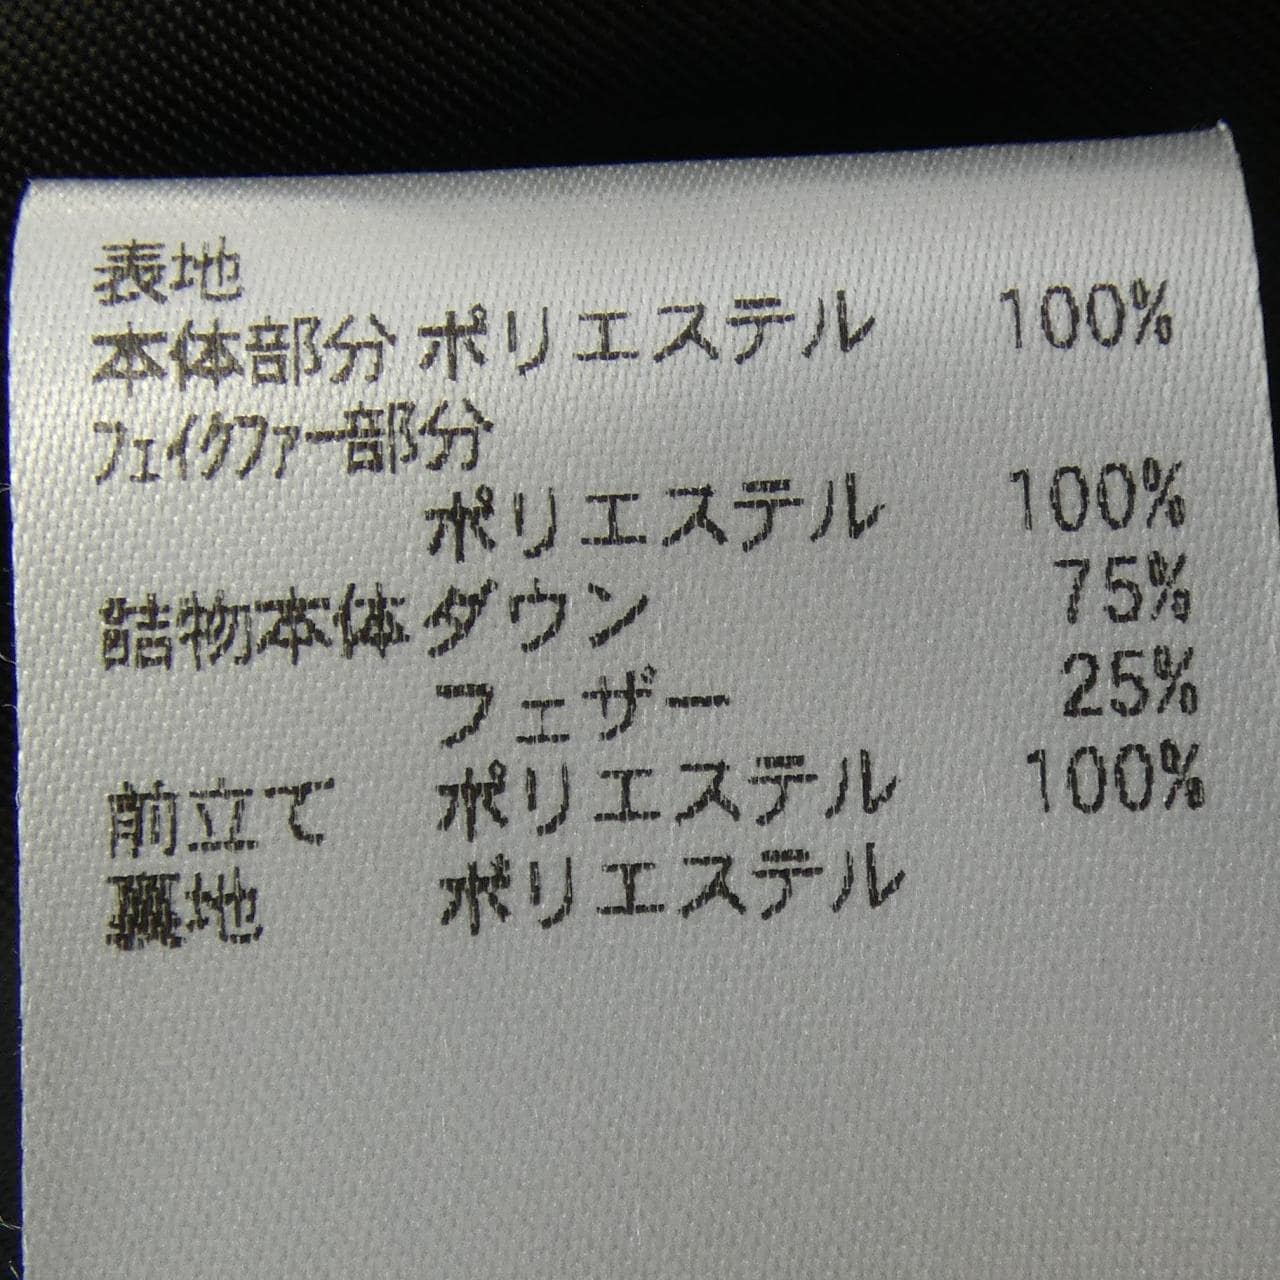 表地
本体部分 ポリエステル 100%
フェイクファー部分
ポリエステル 100%
詰物本体 ダウン 75%
フェザー 25%
前立て ポリエステル 100%
裏地 ポリエステル